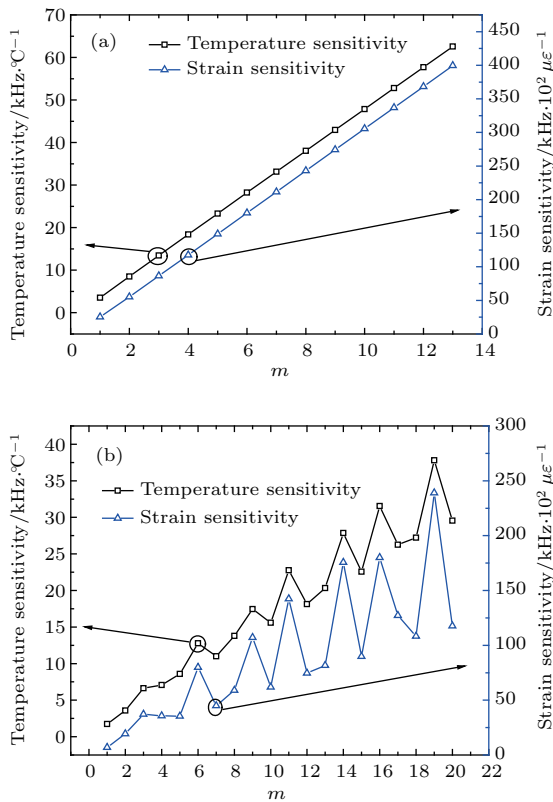 (a)
Temperature sensitivity
Strain sensitivity
Temperature sensitivity/kHz·℃⁻¹
70
60
50
40
30
20
10
0
Strain sensitivity/kHz·10² με⁻¹
450
400
350
300
250
200
150
100
50
0
0 2 4 6 8 10 12 14
m
(b)
Temperature sensitivity
Strain sensitivity
Temperature sensitivity/kHz·℃⁻¹
40
35
30
25
20
15
10
5
0
Strain sensitivity/kHz·10² με⁻¹
300
250
200
150
100
50
0
0 2 4 6 8 10 12 14 16 18 20 22
m